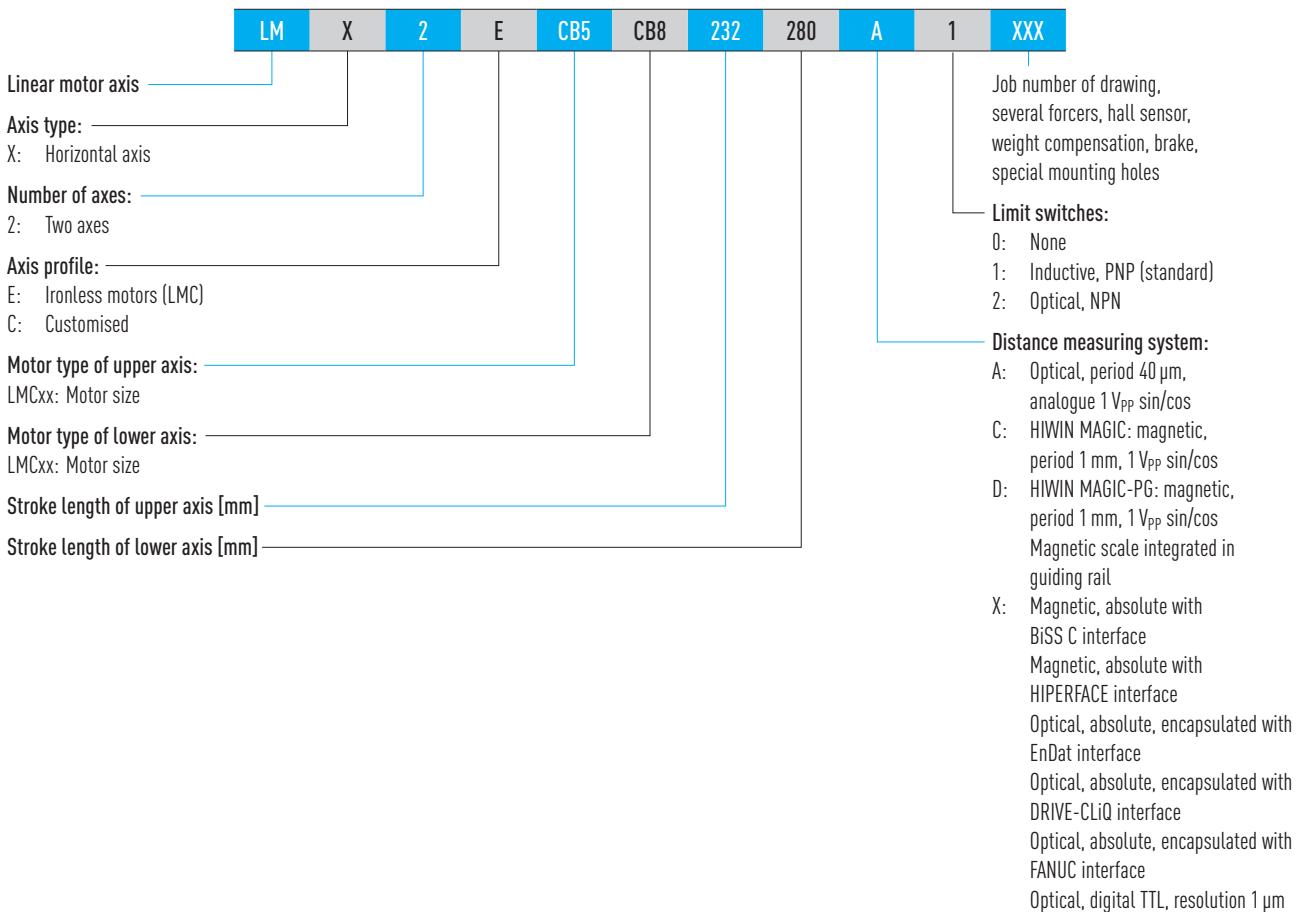 LM X 2 E CB5 CB8 232 280 A 1 XXX
Linear motor axis
Axis type:
X: Horizontal axis
Number of axes:
2: Two axes
Axis profile:
E: Ironless motors (LMC)
C: Customised
Motor type of upper axis:
LMCxx: Motor size
Motor type of lower axis:
LMCxx: Motor size
Stroke length of upper axis [mm]
Stroke length of lower axis [mm]
Job number of drawing,
several forcers, hall sensor,
weight compensation, brake,
special mounting holes
Limit switches:
0: None
1: Inductive, PNP (standard)
2: Optical, NPN
Distance measuring system:
A: Optical, period 40 µm,
analogue 1 VPP sin/cos
C: HIWIN MAGIC: magnetic,
period 1 mm, 1 VPP sin/cos
D: HIWIN MAGIC-PG: magnetic,
period 1 mm, 1 VPP sin/cos
Magnetic scale integrated in
guiding rail
X: Magnetic, absolute with
BiSS C interface
Magnetic, absolute with
HIPERFACE interface
Optical, absolute, encapsulated with
EnDat interface
Optical, absolute, encapsulated with
DRIVE-CLiQ interface
Optical, absolute, encapsulated with
FANUC interface
Optical, digital TTL, resolution 1 µm